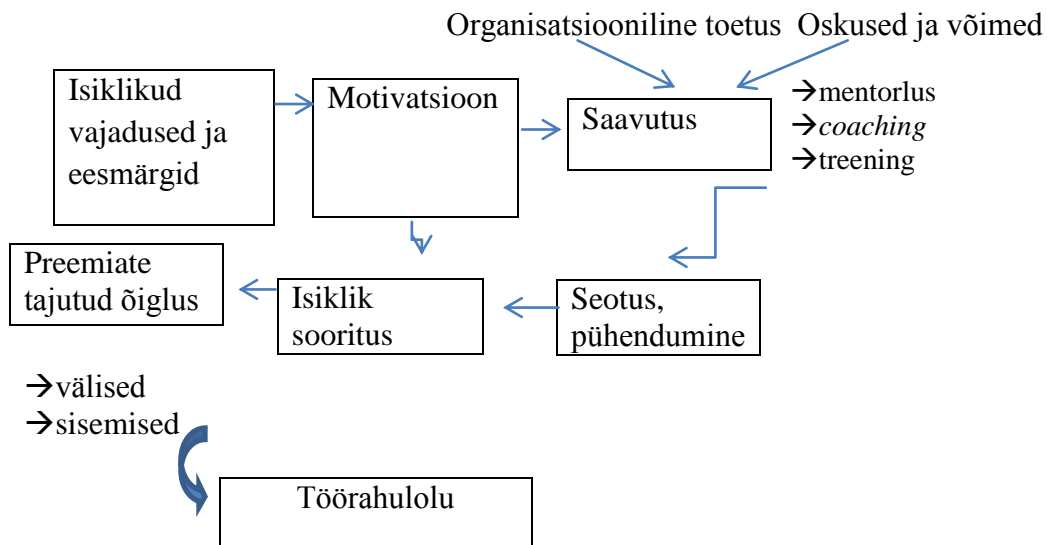 Organisatsiooniline toetus Oskused ja võimed
Isiklikud
vajadused ja
eesmärgid
Motivatsioon
Saavutus
→mentorlus
→coaching
→treening
Preemiate
tajutud õiglus
Isiklik
sooritus
Seotus,
pühendumine
→välised
→sisemised
Töörahulolu